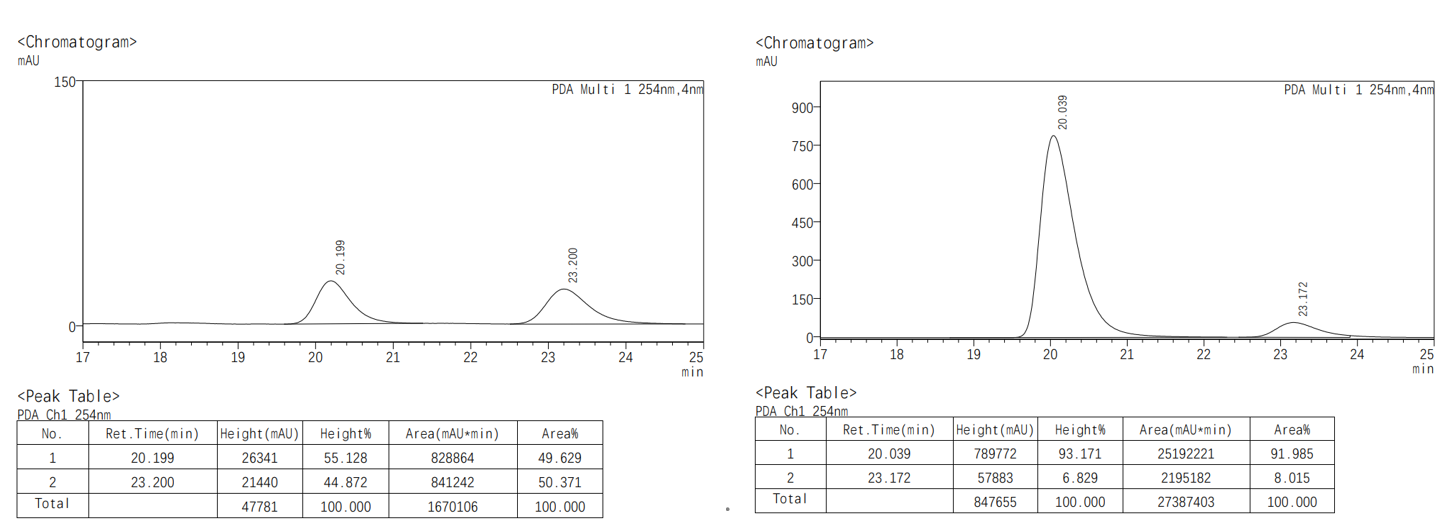 <Chromatogram>
mAU
150
PDA Multi 1 254nm,4nm
20.199
23.200
0
17 18 19 20 21 22 23 24 25
min
<Peak Table>
PDA Ch1 254nm
No. Ret.Time(min) Height(mAU) Height% Area(mAU*min) Area%
1 20.199 26341 55.128 828864 49.629
2 23.200 21440 44.872 841242 50.371
Total 47781 100.000 1670106 100.000
<Chromatogram>
mAU
PDA Multi 1 254nm,4nm
900
20.039
750
600
450
300
23.172
150
0
17 18 19 20 21 22 23 24 25
min
<Peak Table>
PDA Ch1 254nm
No. Ret.Time(min) Height(mAU) Height% Area(mAU*min) Area%
1 20.039 789772 93.171 25192221 91.985
2 23.172 57883 6.829 2195182 8.015
Total 847655 100.000 27387403 100.000